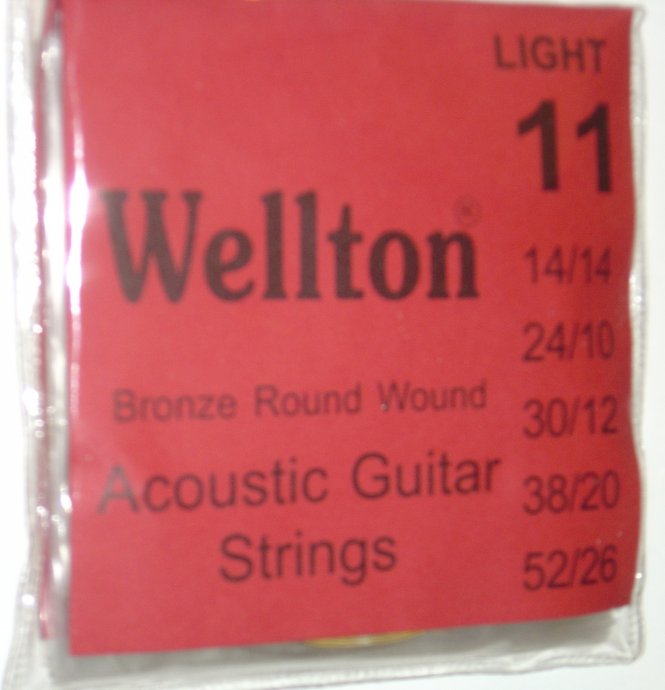 LIGHT
11
Wellton®
14/14
24/10
Bronze Round Wound
30/12
Acoustic Guitar
38/20
Strings
52/26